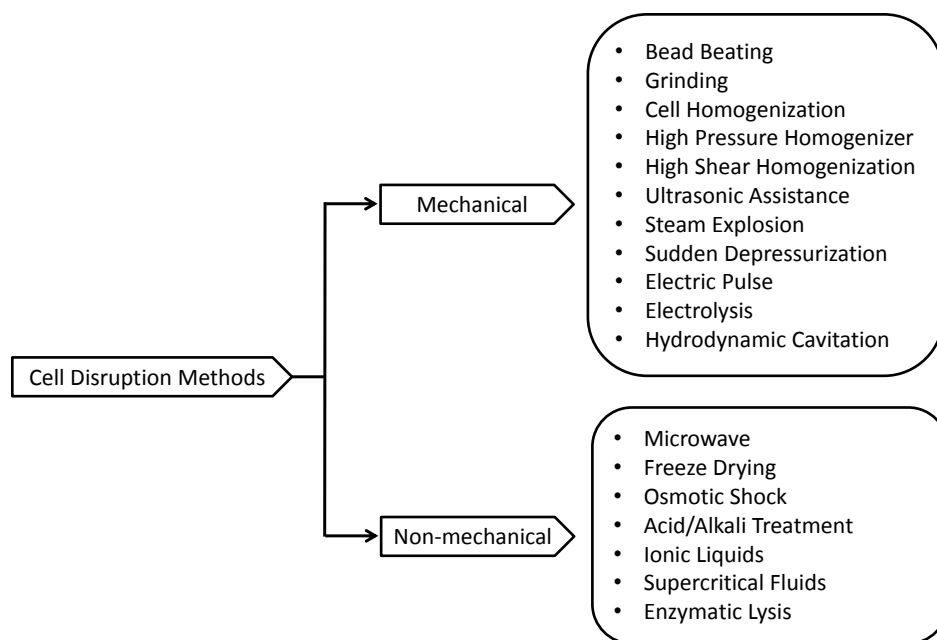 Cell Disruption Methods
Mechanical
• Bead Beating
• Grinding
• Cell Homogenization
• High Pressure Homogenizer
• High Shear Homogenization
• Ultrasonic Assistance
• Steam Explosion
• Sudden Depressurization
• Electric Pulse
• Electrolysis
• Hydrodynamic Cavitation
Non-mechanical
• Microwave
• Freeze Drying
• Osmotic Shock
• Acid/Alkali Treatment
• Ionic Liquids
• Supercritical Fluids
• Enzymatic Lysis